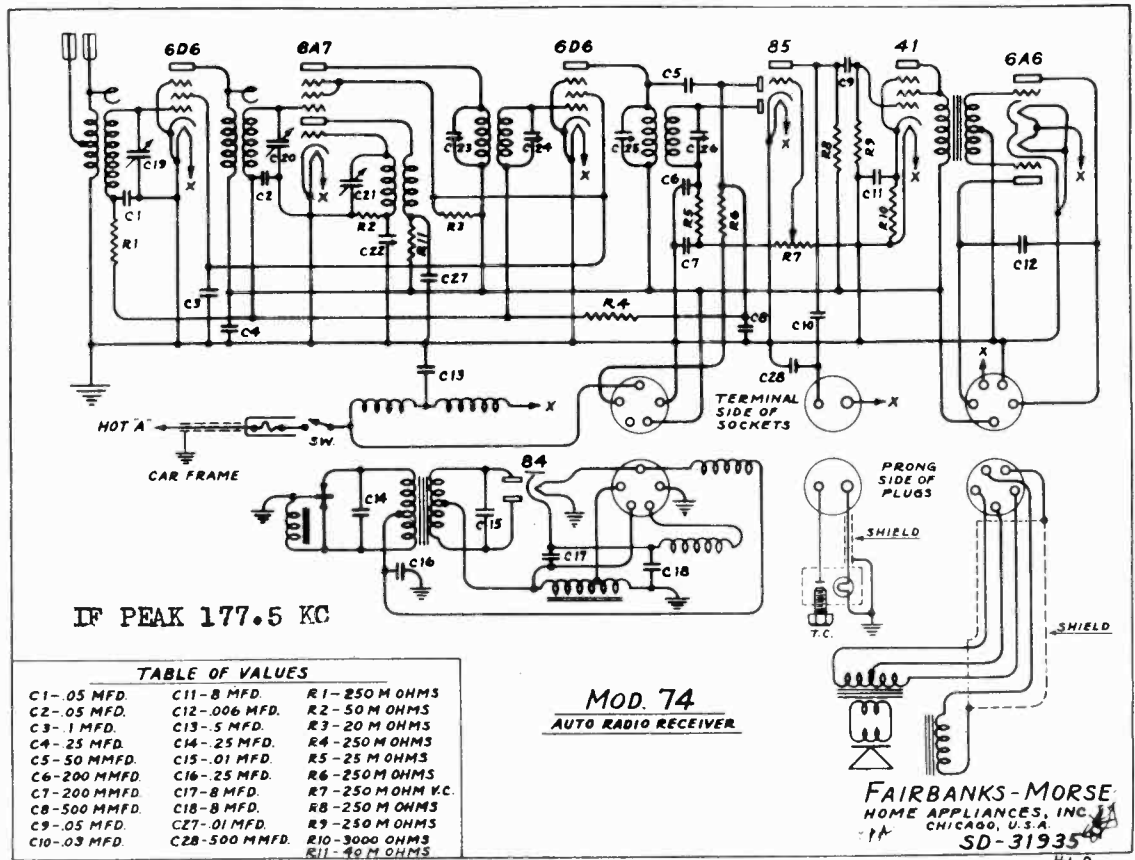 6D6 8A7 6D6 85 41 6A6
C5 C9
C19 C20 C23 C24 C25 C26 R8 R9
X X X X X X
C1 C2 C21 C6 C11
R1 R2 R3 R5 R6 R10
C22 R11 C7 R7 C12
C27
C3 R4
C4 C8 C10
C13 C28 X
X TERMINAL SIDE OF SOCKETS X
HOT "A" SW.
CAR FRAME 84 PRONG SIDE OF PLUGS
C14 C15 SHIELD
C17
C16 C18
IF PEAK 177.5 KC
T.C. SHIELD
TABLE OF VALUES
C1-.05 MFD. C11-8 MFD. R1-250 M OHMS
C2-.05 MFD. C12-.006 MFD. R2-50 M OHMS
C3-.1 MFD. C13-.5 MFD. R3-20 M OHMS
C4-.25 MFD. C14-.25 MFD. R4-250 M OHMS
C5-50 MMFD. C15-.01 MFD. R5-25 M OHMS
C6-200 MMFD. C16-.25 MFD. R6-250 M OHMS
C7-200 MMFD. C17-8 MFD. R7-250 M OHM V.C.
C8-500 MMFD. C18-8 MFD. R8-250 M OHMS
C9-.05 MFD. C27-.01 MFD. R9-250 M OHMS
C10-.03 MFD. C28-500 MMFD. R10-3000 OHMS
R11-40 M OHMS
MOD. 74
AUTO RADIO RECEIVER
FAIRBANKS-MORSE
HOME APPLIANCES, INC.
CHICAGO, U.S.A.
SD-31935